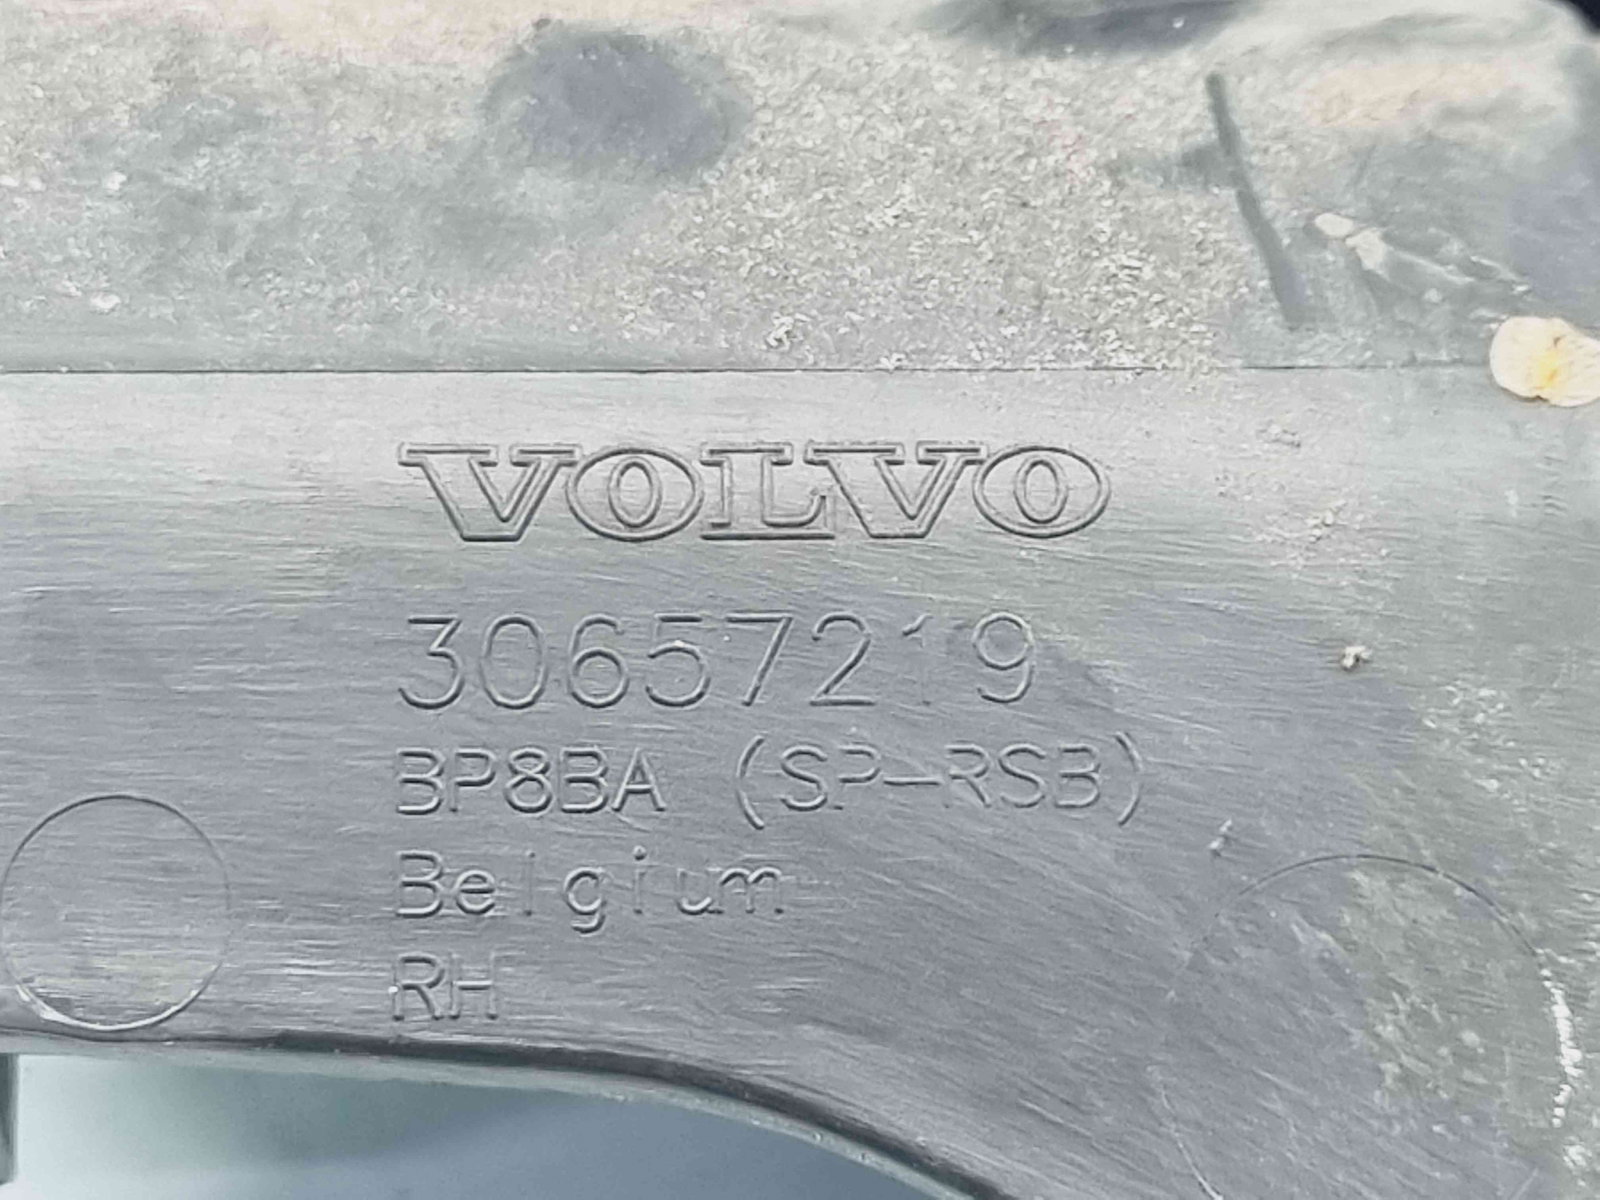 VOLVO
30657219
BP8BA (SP-RSB)
Belgium
RH